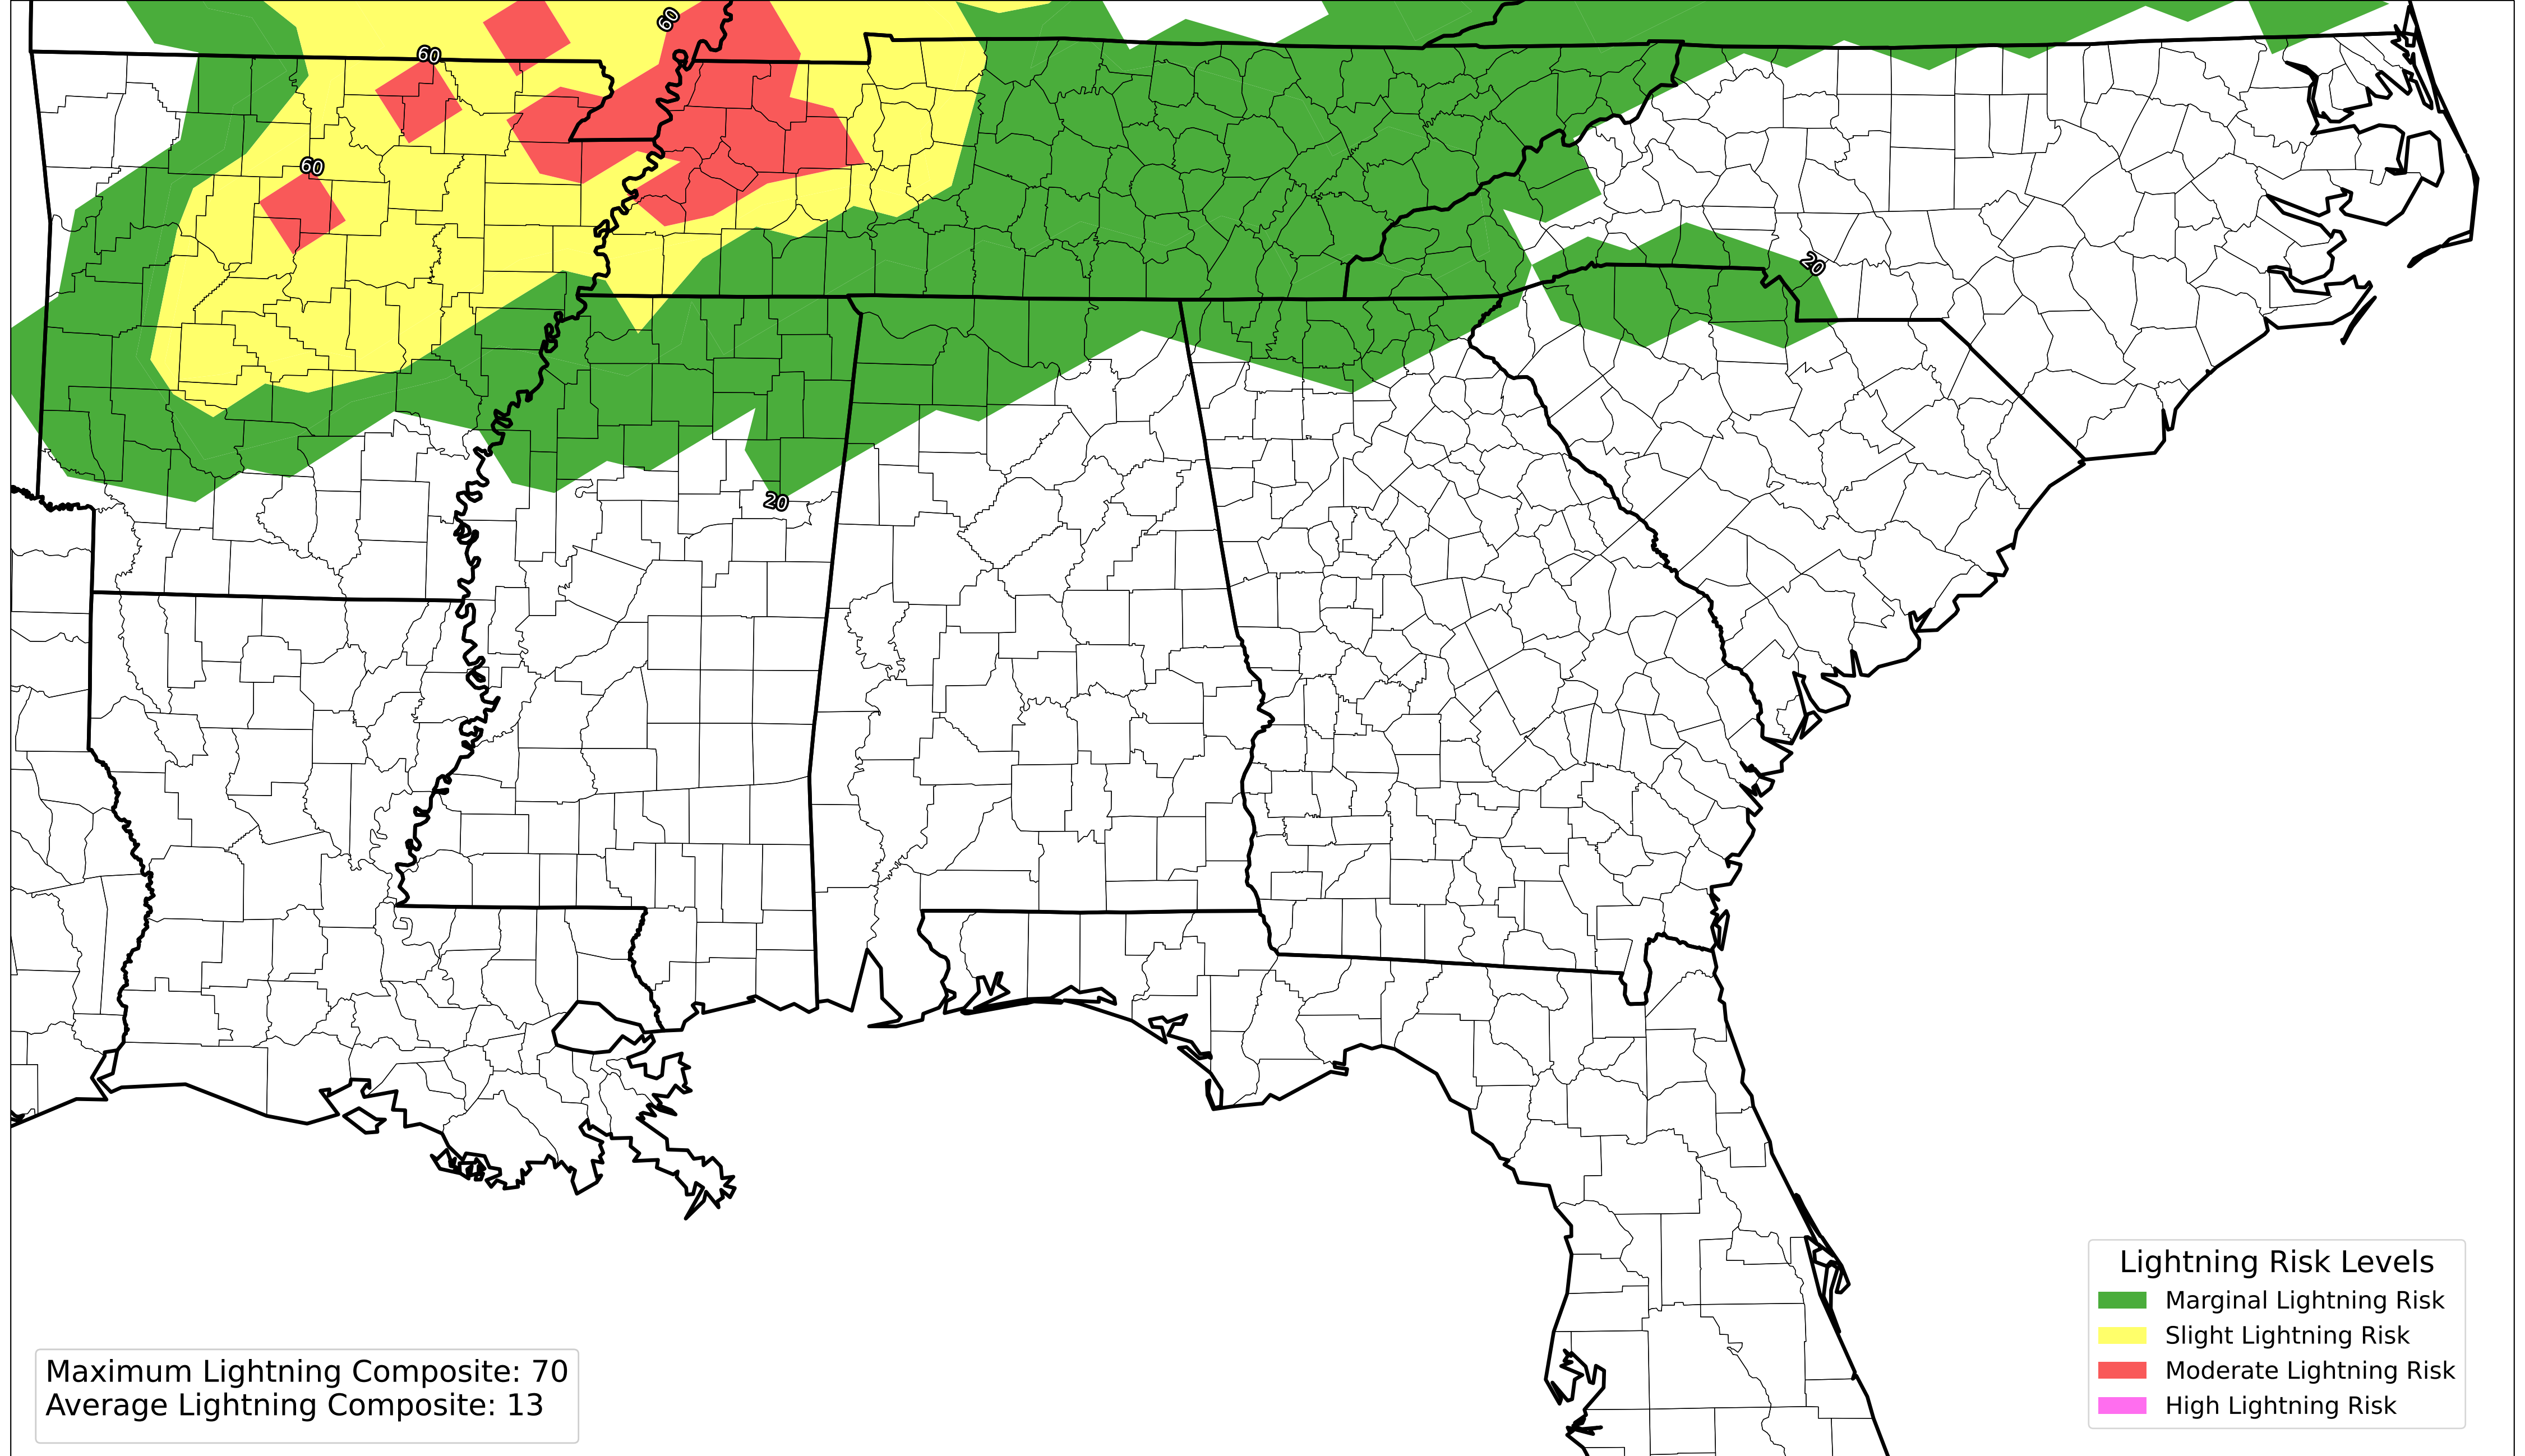 60
60
60
20
20
Lightning Risk Levels
Marginal Lightning Risk
Slight Lightning Risk
Moderate Lightning Risk
High Lightning Risk
Maximum Lightning Composite: 70
Average Lightning Composite: 13